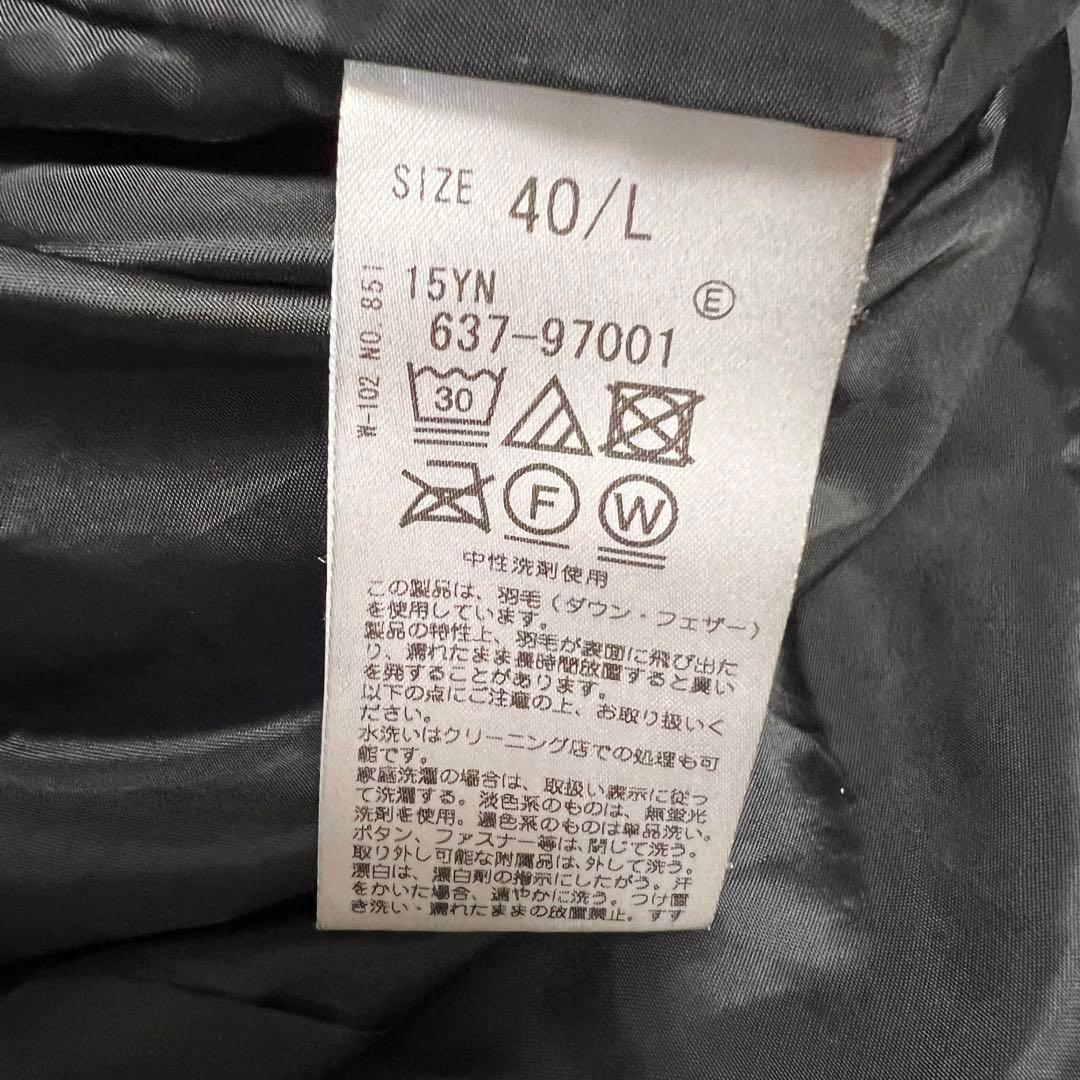 SIZE 40/L
W-102 NO.851
15YN
Ⓔ
637-97001
30
F
W
中性洗剤使用
この製品は、羽毛(ダウン・フェザー)
を使用しています。
製品の特性上、羽毛が表面に飛び出た
り、濡れたまま長時間放置すると臭い
を発することがあります。
以下の点にご注意の上、お取り扱いく
ださい。
水洗いはクリーニング店での処理も可
能です。
家庭洗濯の場合は、取扱い表示に従っ
て洗濯する。淡色系のものは、無蛍光
洗剤を使用。濃色系のものは単品洗い。
ボタン、ファスナー等は、閉じて洗う。
取り外し可能な附属品は、外して洗う。
漂白は、漂白剤の指示にしたがう。汗
をかいた場合、速やかに洗う。つけ置
き洗い・濡れたままの放置禁止。すす